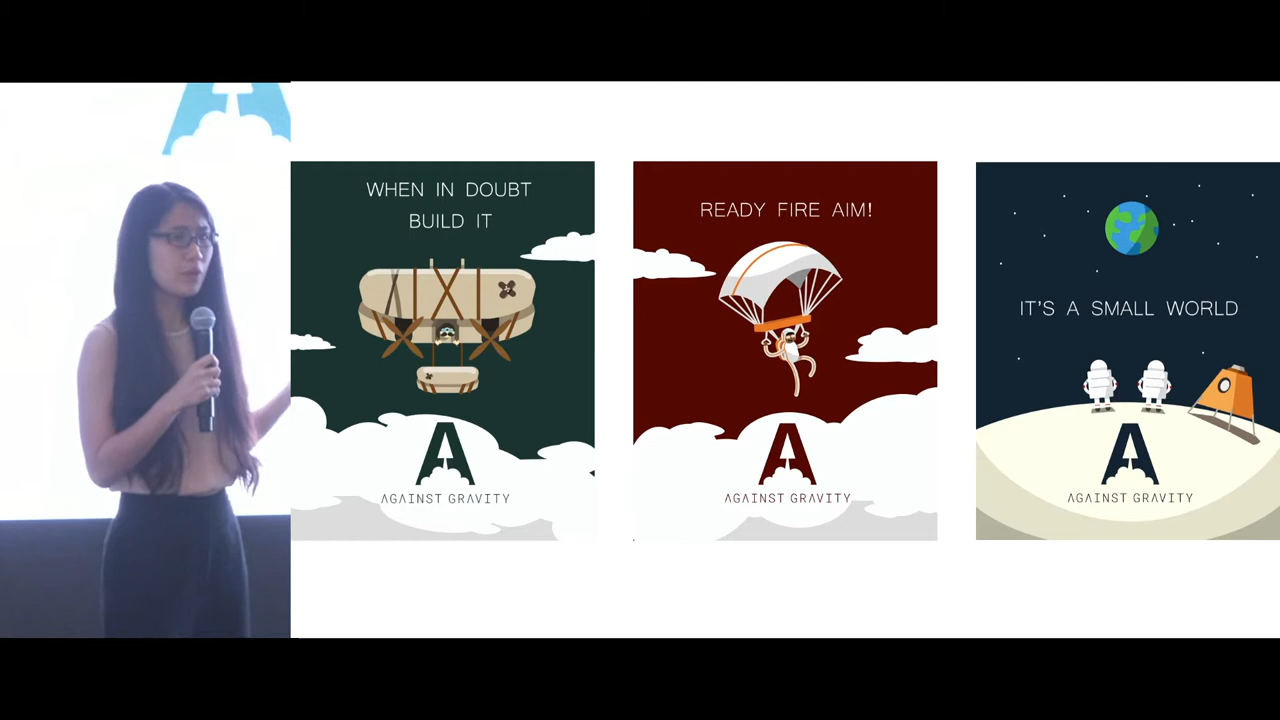 WHEN IN DOUBT
BUILD IT
A
AGAINST GRAVITY
READY FIRE AIM!
A
AGAINST GRAVITY
IT'S A SMALL WORLD
A
AGAINST GRAVITY